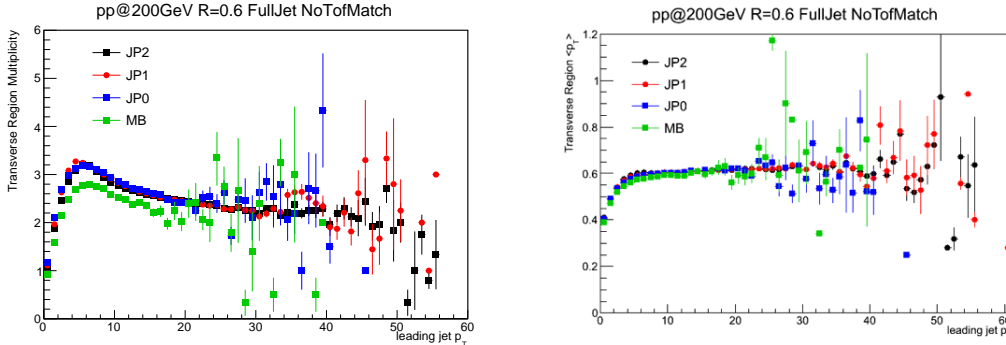 pp@200GeV R=0.6 FullJet NoTofMatch
Transverse Region Multiplicity
6
5
4
3
2
1
0
JP2
JP1
JP0
MB
0 10 20 30 40 50 60
leading jet p_T
pp@200GeV R=0.6 FullJet NoTofMatch
Transverse Region <p_T>
1.2
1
0.8
0.6
0.4
0.2
0
JP2
JP1
JP0
MB
0 10 20 30 40 50 60
leading jet p